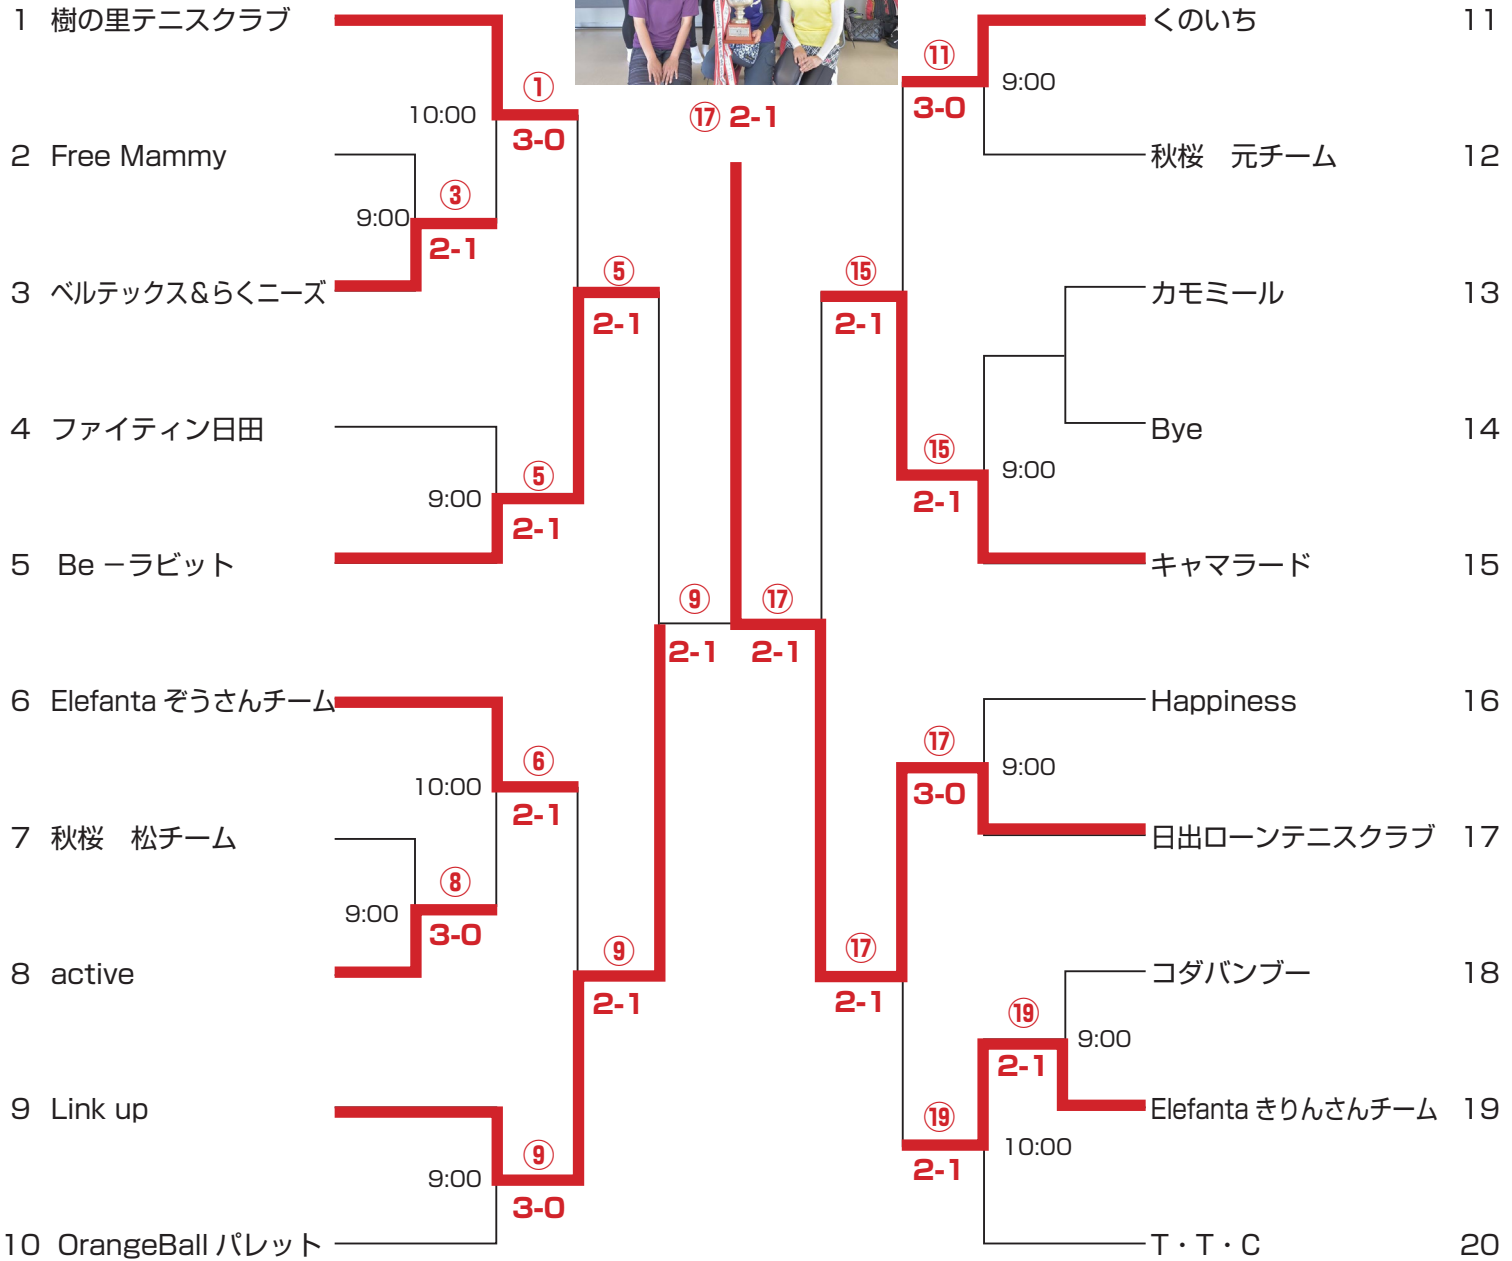 1 樹の里テニスクラブ
10:00
①
3-0
2 Free Mammy
9:00
③
2-1
3 ベルテックス＆らくニーズ
⑤
2-1
4 ファイティン日田
9:00
⑤
2-1
5 Be －ラビット
⑨
2-1
6 Elefanta ぞうさんチーム
10:00
⑥
2-1
7 秋桜　松チーム
9:00
⑧
3-0
8 active
⑨
2-1
9 Link up
9:00
⑨
3-0
10 OrangeBall パレット
⑰ 2-1
⑰
2-1
くのいち 11
⑪
3-0
9:00
秋桜　元チーム 12
⑮
2-1
カモミール 13
Bye 14
⑮
2-1
9:00
キャマラード 15
Happiness 16
⑰
3-0
9:00
日出ローンテニスクラブ 17
⑰
2-1
コダバンブー 18
⑲
2-1
9:00
Elefanta きりんさんチーム 19
⑲
2-1
10:00
T・T・C 20